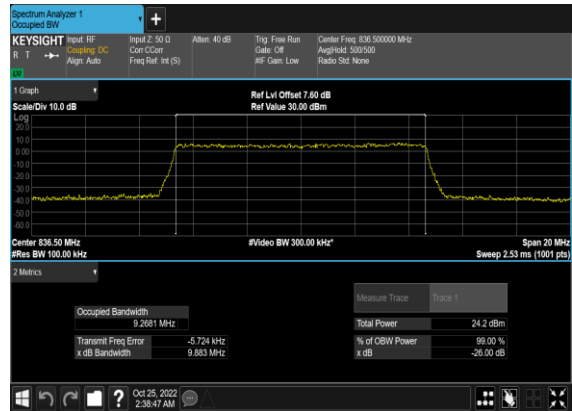 Spectrum Analyzer 1
Occupied BW
+
KEYSIGHT Input: RF Input Z: 50 Ω Atten: 40 dB Trig: Free Run Center Freq: 836.500000 MHz
R T Coupling: DC Corr CCorr Gate: Off Avg|Hold: 500/500
Align: Auto Freq Ref: Int (S) #IF Gain: Low Radio Std: None
1 Graph
Ref Lvl Offset 7.60 dB
Scale/Div 10.0 dB Ref Value 30.00 dBm
Log
20.0
10.0
0.00
-10.0
-20.0
-30.0
-40.0
-50.0
-60.0
Center 836.50 MHz #Video BW 300.00 kHz* Span 20 MHz
#Res BW 100.00 kHz Sweep 2.53 ms (1001 pts)
2 Metrics
Measure Trace Trace 1
Occupied Bandwidth
9.2681 MHz Total Power 24.2 dBm
Transmit Freq Error -5.724 kHz % of OBW Power 99.00 %
x dB Bandwidth 9.883 MHz x dB -26.00 dB
? Oct 25, 2022
2:38:47 AM